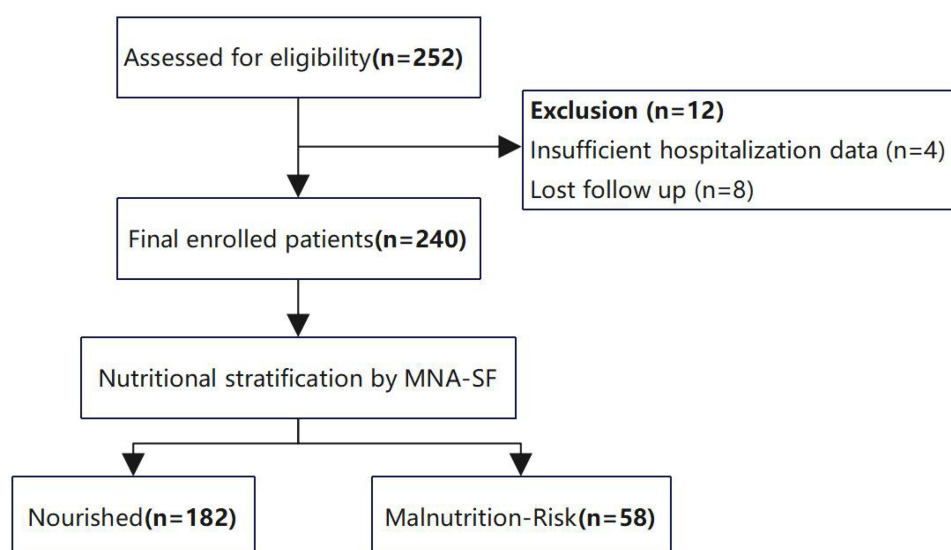 Assessed for eligibility(n=252)
Exclusion (n=12)
Insufficient hospitalization data (n=4)
Lost follow up (n=8)
Final enrolled patients(n=240)
Nutritional stratification by MNA-SF
Nourished(n=182)
Malnutrition-Risk(n=58)